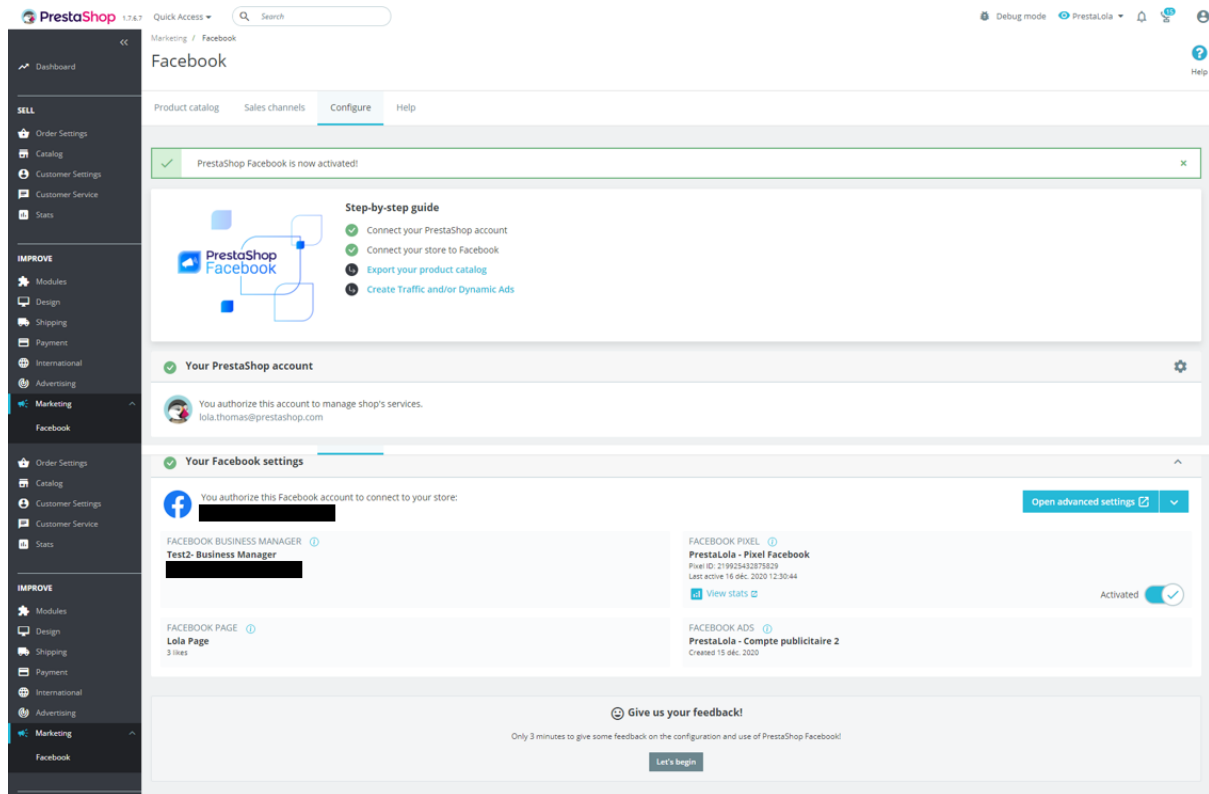 PrestaShop 1.7.6.7 Quick Access Search Debug mode PrestaLola 15
Marketing / Facebook
Facebook
Help
Product catalog Sales channels Configure Help
Dashboard
SELL
Order Settings
Catalog
Customer Settings
Customer Service
Stats
IMPROVE
Modules
Design
Shipping
Payment
International
Advertising
Marketing
Facebook
PrestaShop Facebook is now activated!
PrestaShop
Facebook
Step-by-step guide
Connect your PrestaShop account
Connect your store to Facebook
Export your product catalog
Create Traffic and/or Dynamic Ads
Your PrestaShop account
You authorize this account to manage shop's services.
lola.thomas@prestashop.com
Order Settings
Catalog
Customer Settings
Customer Service
Stats
IMPROVE
Modules
Design
Shipping
Payment
International
Advertising
Marketing
Facebook
Your Facebook settings
You authorize this Facebook account to connect to your store:
Open advanced settings
FACEBOOK BUSINESS MANAGER
Test2- Business Manager
FACEBOOK PIXEL
PrestaLola - Pixel Facebook
Pixel ID: 219925432875829
Last active 16 déc. 2020 12:30:44
View stats
Activated
FACEBOOK PAGE
Lola Page
3 likes
FACEBOOK ADS
PrestaLola - Compte publicitaire 2
Created 15 déc. 2020
Give us your feedback!
Only 3 minutes to give some feedback on the configuration and use of PrestaShop Facebook!
Let's begin